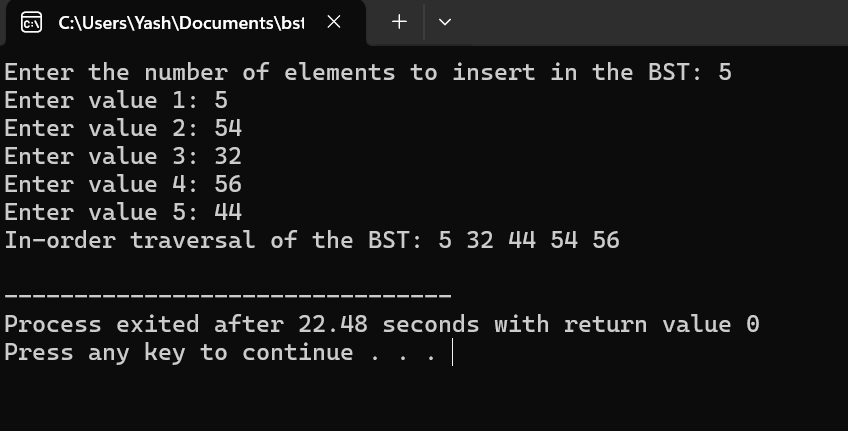 C:\Users\Yash\Documents\bst
Enter the number of elements to insert in the BST: 5
Enter value 1: 5
Enter value 2: 54
Enter value 3: 32
Enter value 4: 56
Enter value 5: 44
In-order traversal of the BST: 5 32 44 54 56
--------------------------------
Process exited after 22.48 seconds with return value 0
Press any key to continue . . .